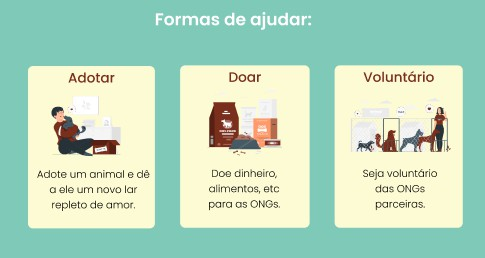 Formas de ajudar:
Adotar
Adote um animal e dê
a ele um novo lar
repleto de amor.
Doar
Doe dinheiro,
alimentos, etc
para as ONGs.
Voluntário
Seja voluntário
das ONGs
parceiras.